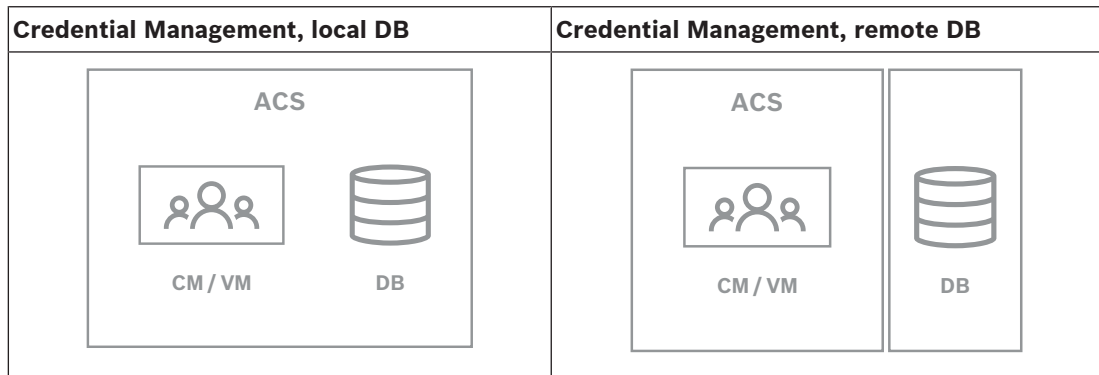 Credential Management, local DB
Credential Management, remote DB
ACS
CM / VM
DB
ACS
CM / VM
DB